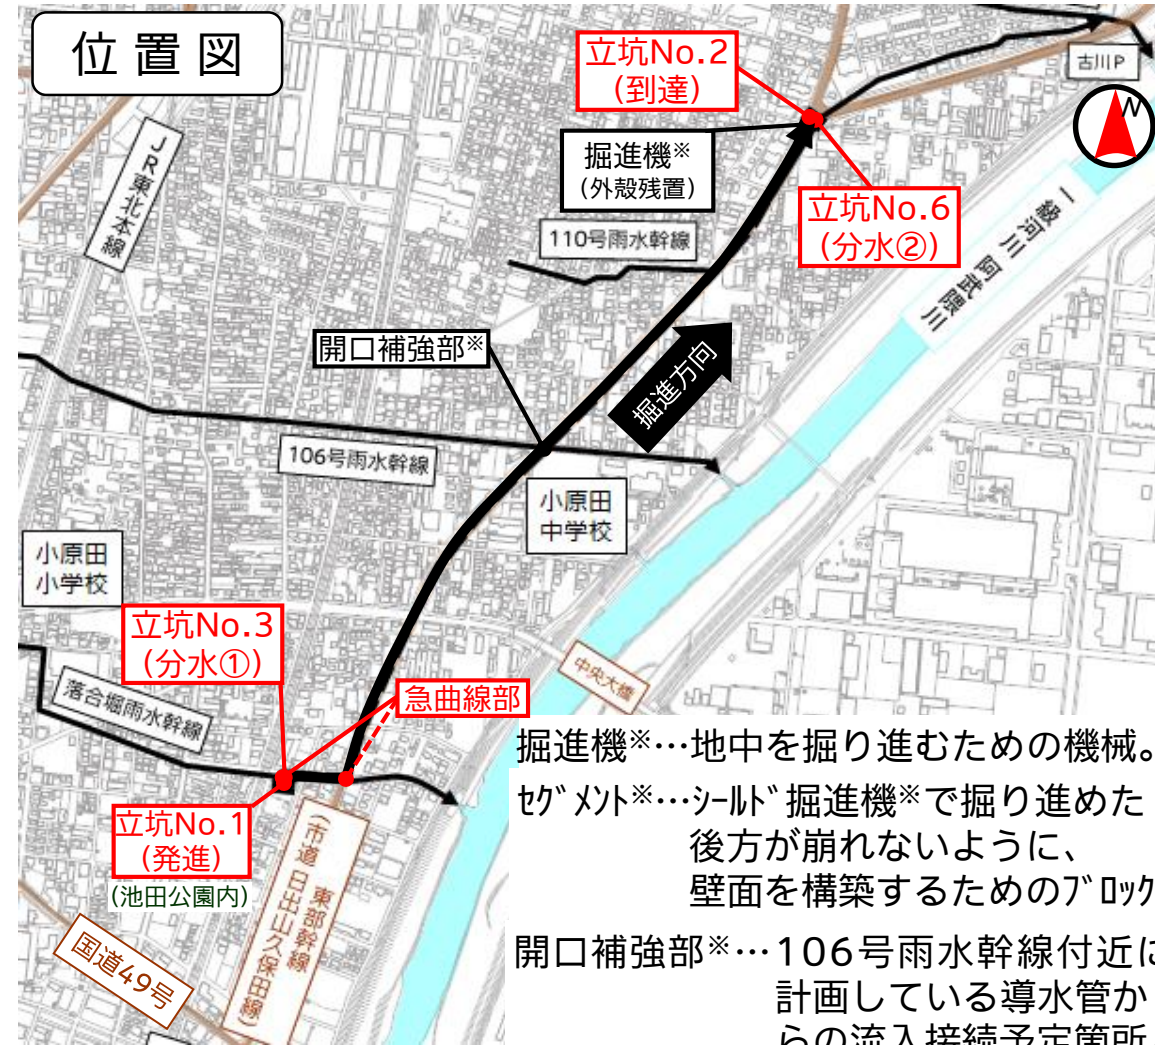 位置図
立坑No.2
(到達)
古川P
N
掘進機※
(外殻残置)
JR東北本線
立坑No.6
(分水②)
110号雨水幹線
一級河川 阿武隈川
開口補強部※
掘進方向
106号雨水幹線
小原田
中学校
小原田
小学校
立坑No.3
(分水①)
中央大橋
落合堀雨水幹線
急曲線部
立坑No.1
(発進)
(池田公園内)
東部幹線
(市道 日出山久保田線)
国道49号
掘進機※…地中を掘り進むための機械。
ｾｸﾞﾒﾝﾄ※…ｼｰﾙﾄﾞ掘進機※で掘り進めた
後方が崩れないように、
壁面を構築するためのﾌﾞﾛｯｸ
開口補強部※…106号雨水幹線付近に
計画している導水管か
らの流入接続予定箇所